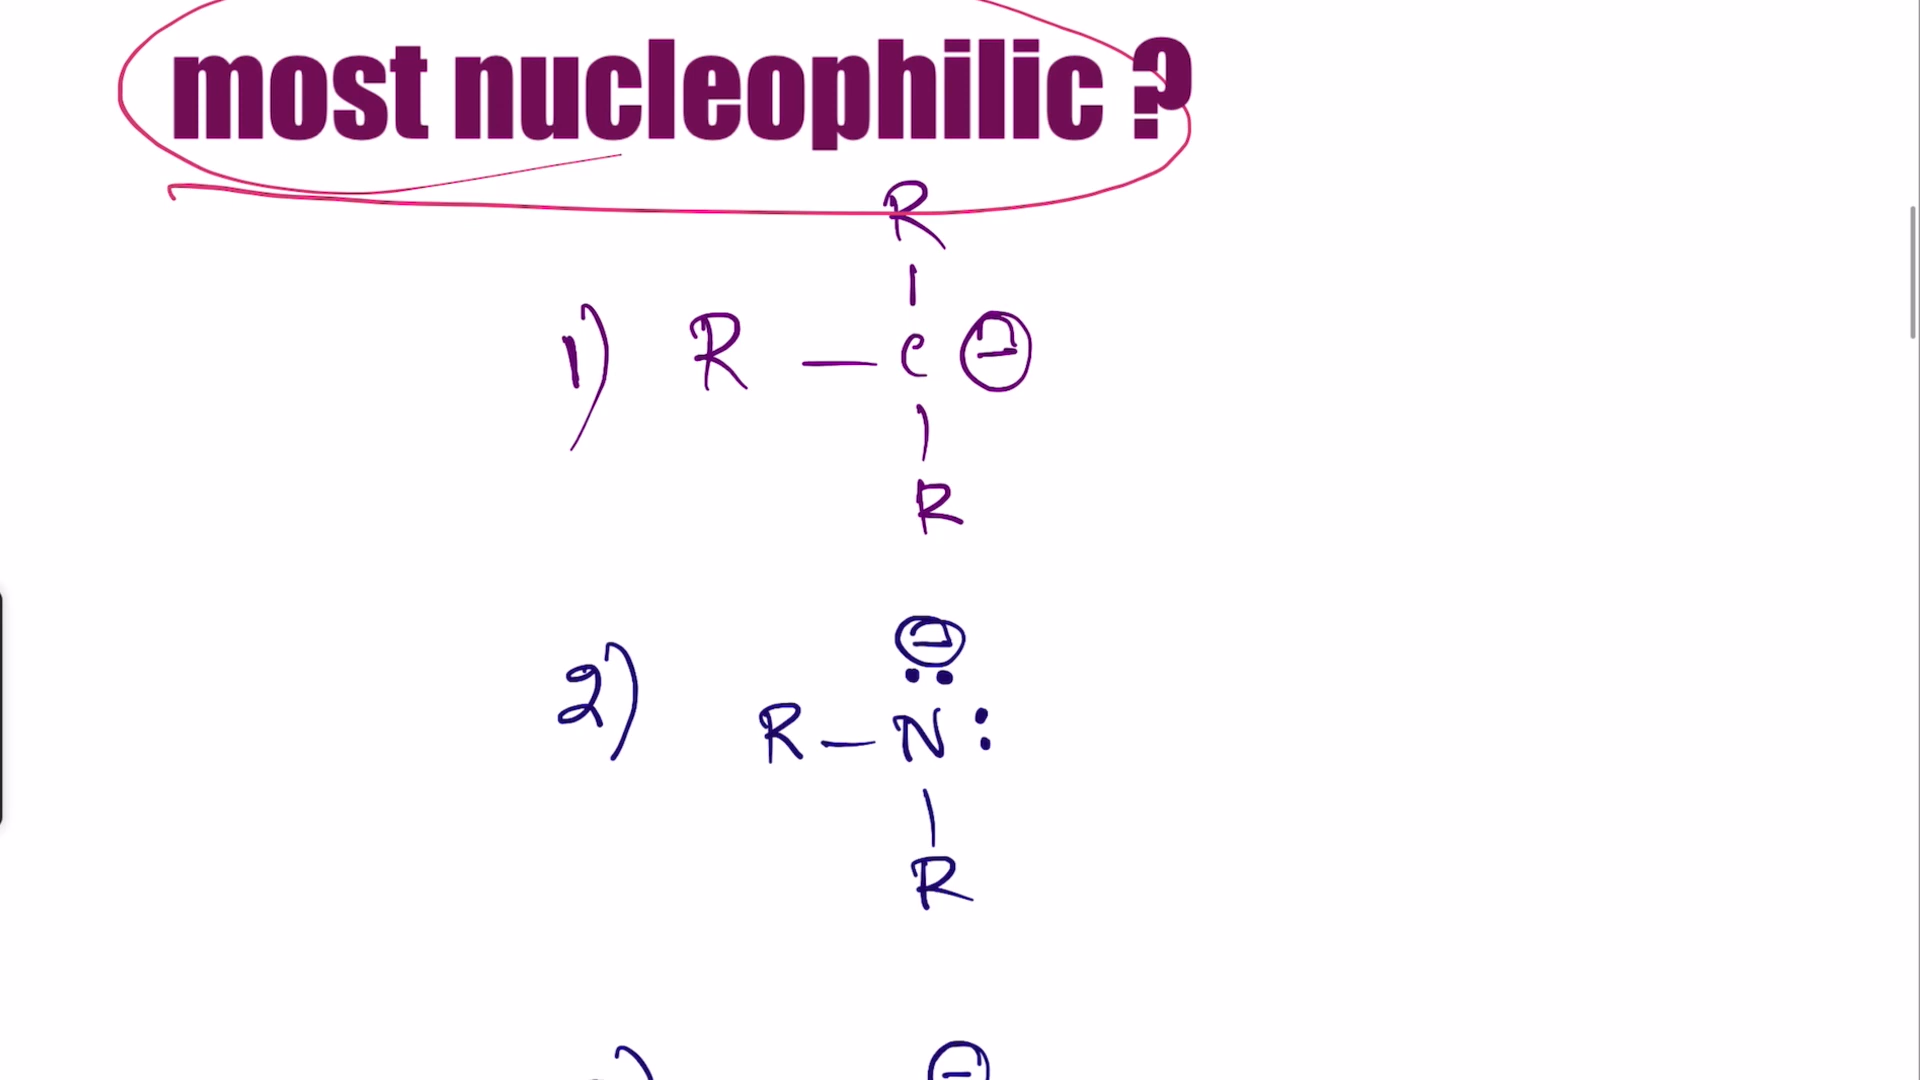 most nucleophilic ?
R
|
1) R — C ⊖
|
R
⊖
••
2) R — N :
|
R
⊖